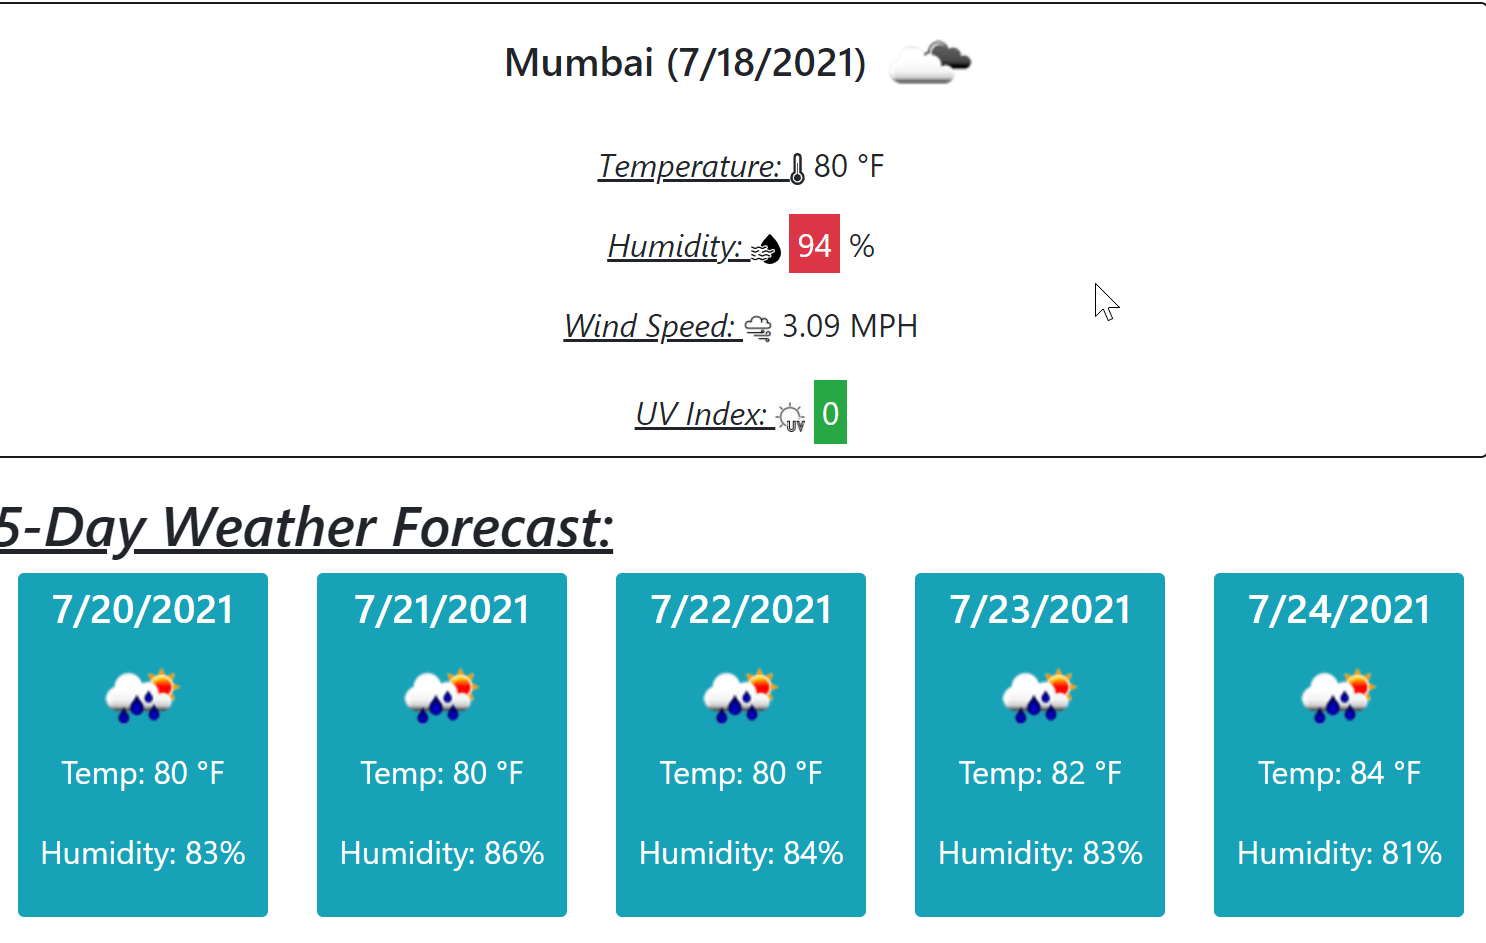 Mumbai (7/18/2021)
Temperature: 80 °F
Humidity: 94 %
Wind Speed: 3.09 MPH
UV Index: UV 0
5-Day Weather Forecast:
7/20/2021
Temp: 80 °F
Humidity: 83%
7/21/2021
Temp: 80 °F
Humidity: 86%
7/22/2021
Temp: 80 °F
Humidity: 84%
7/23/2021
Temp: 82 °F
Humidity: 83%
7/24/2021
Temp: 84 °F
Humidity: 81%